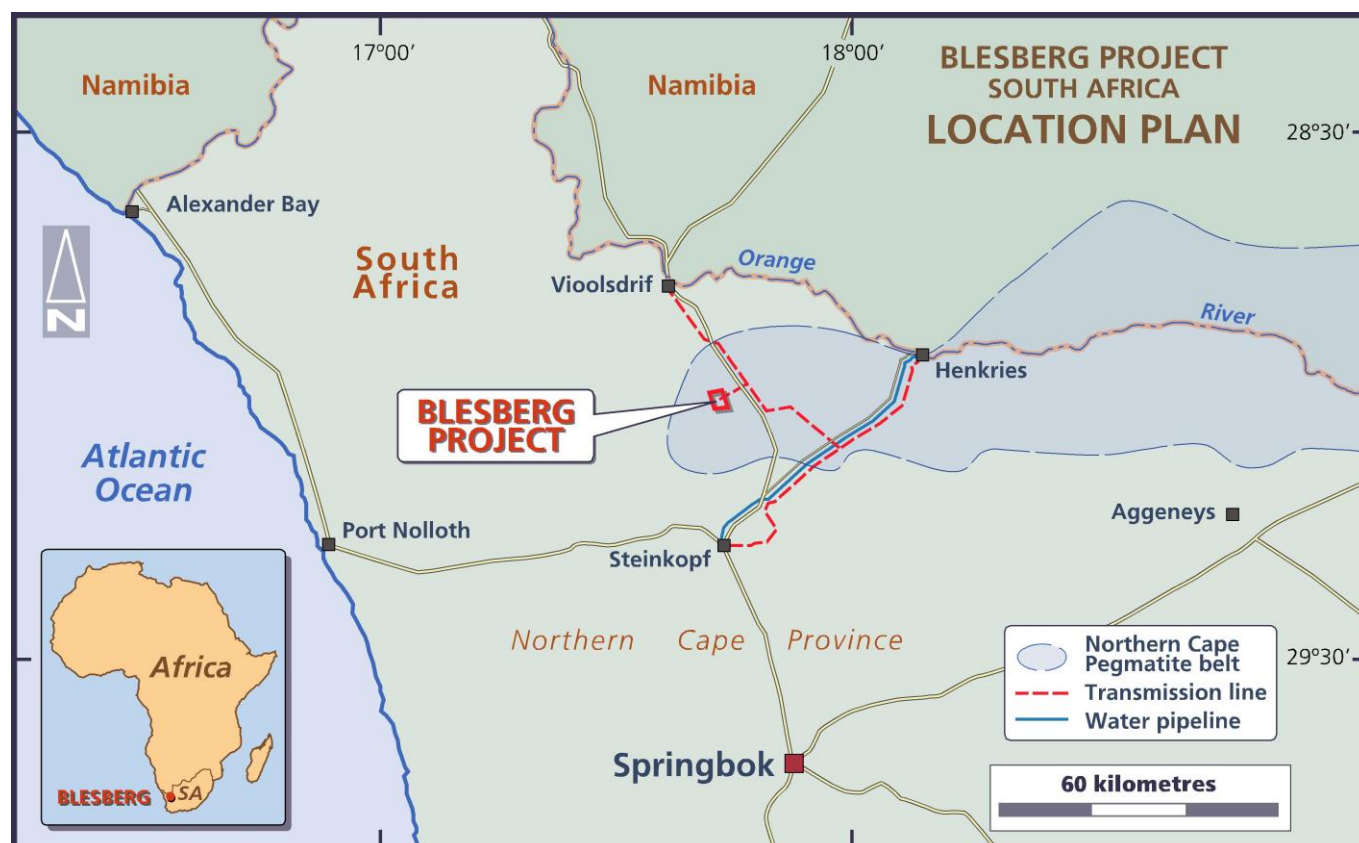 17°00'
18°00'
BLESBERG PROJECT
SOUTH AFRICA
LOCATION PLAN
28°30'
Namibia
Namibia
Alexander Bay
N
South
Africa
Vioolsdrif
Orange
River
Henkries
BLESBERG
PROJECT
Atlantic
Ocean
Port Nolloth
Steinkopf
Aggeneys
Northern Cape Province
Africa
BLESBERG
SA
Springbok
Northern Cape
Pegmatite belt
Transmission line
Water pipeline
29°30'
60 kilometres